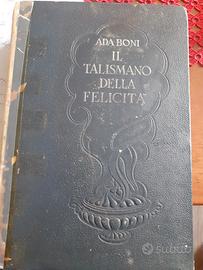 ADA BONI
IL
TALISMANO
DELLA
FELICITÀ
subito